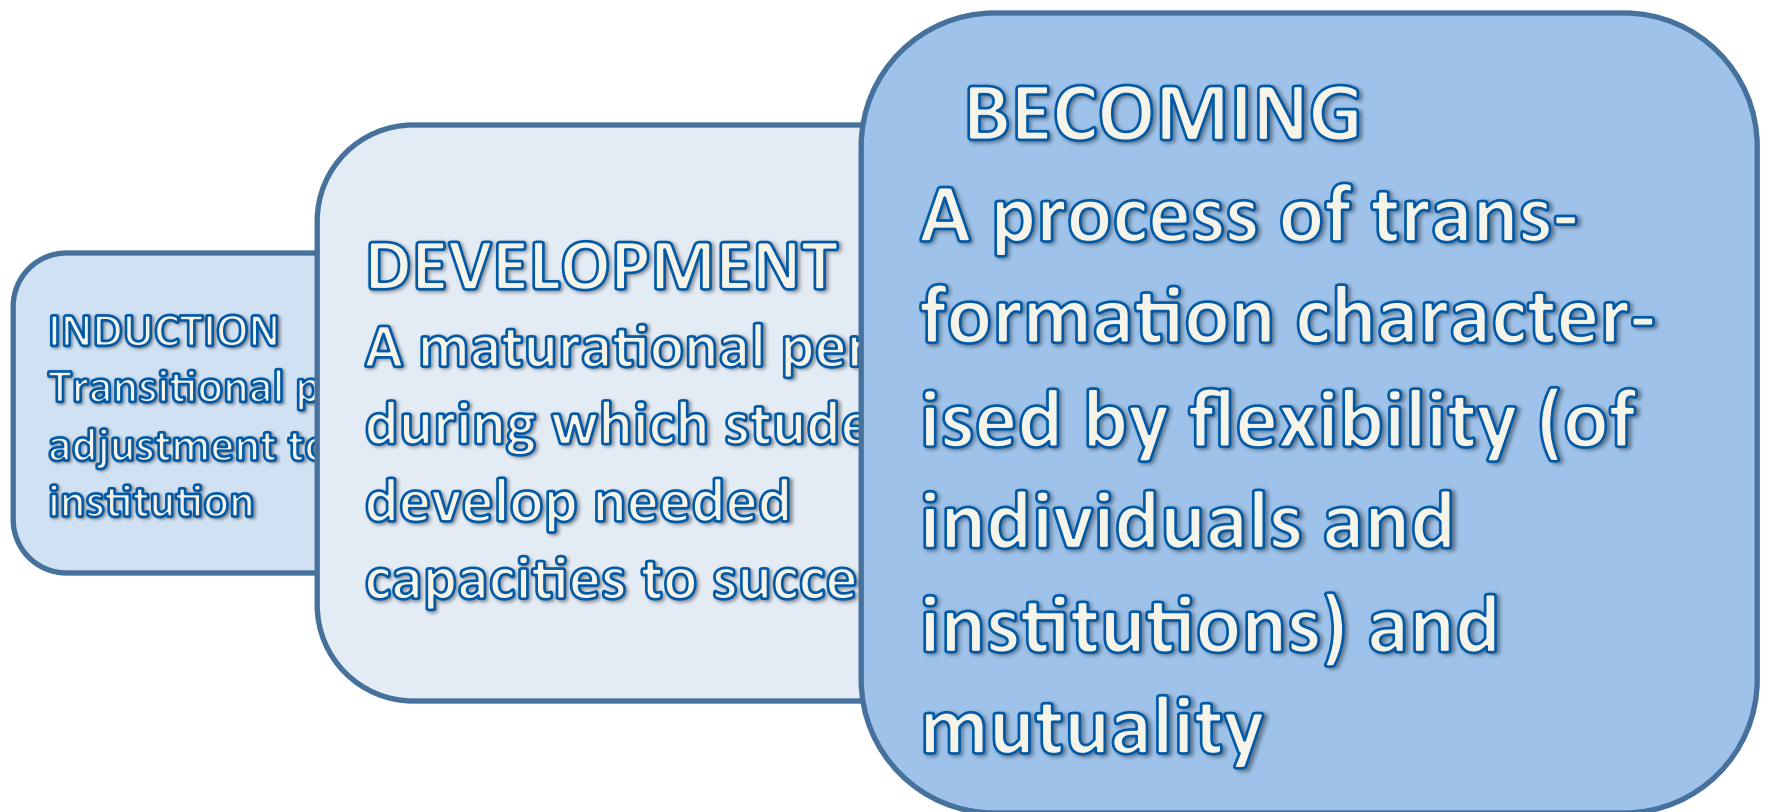 INDUCTION
Transitional
adjustment
institution
DEVELOPMENT
A maturational
during which
develop needed
capacities to
BECOMING
A process of trans-
formation character-
ised by flexibility (of
individuals and
institutions) and
mutuality